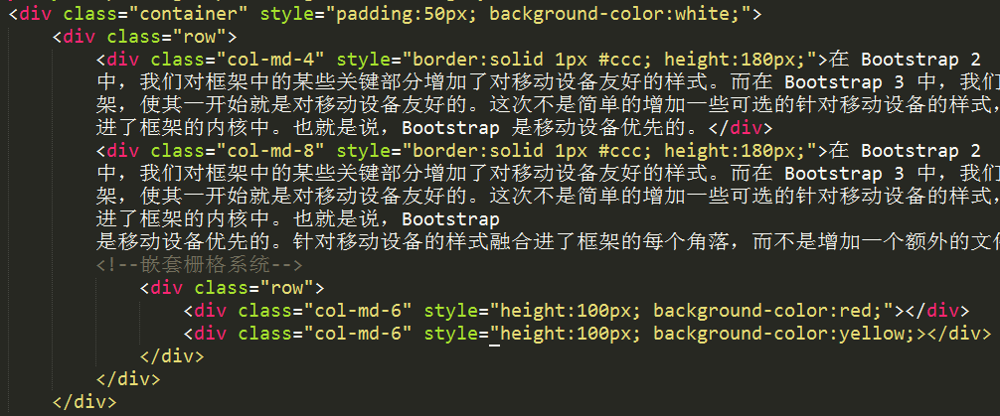 <div class="container" style="padding:50px; background-color:white;">
<div class="row">
<div class="col-md-4" style="border:solid 1px #ccc; height:180px;">在 Bootstrap 2
中，我们对框架中的某些关键部分增加了对移动设备友好的样式。而在 Bootstrap 3 中，我们
架，使其一开始就是对移动设备友好的。这次不是简单的增加一些可选的针对移动设备的样式，
进了框架的内核中。也就是说，Bootstrap 是移动设备优先的。</div>
<div class="col-md-8" style="border:solid 1px #ccc; height:180px;">在 Bootstrap 2
中，我们对框架中的某些关键部分增加了对移动设备友好的样式。而在 Bootstrap 3 中，我们
架，使其一开始就是对移动设备友好的。这次不是简单的增加一些可选的针对移动设备的样式，
进了框架的内核中。也就是说，Bootstrap
是移动设备优先的。针对移动设备的样式融合进了框架的每个角落，而不是增加一个额外的文件
<!--嵌套栅格系统-->
<div class="row">
<div class="col-md-6" style="height:100px; background-color:red;"></div>
<div class="col-md-6" style="height:100px; background-color:yellow;></div>
</div>
</div>
</div>